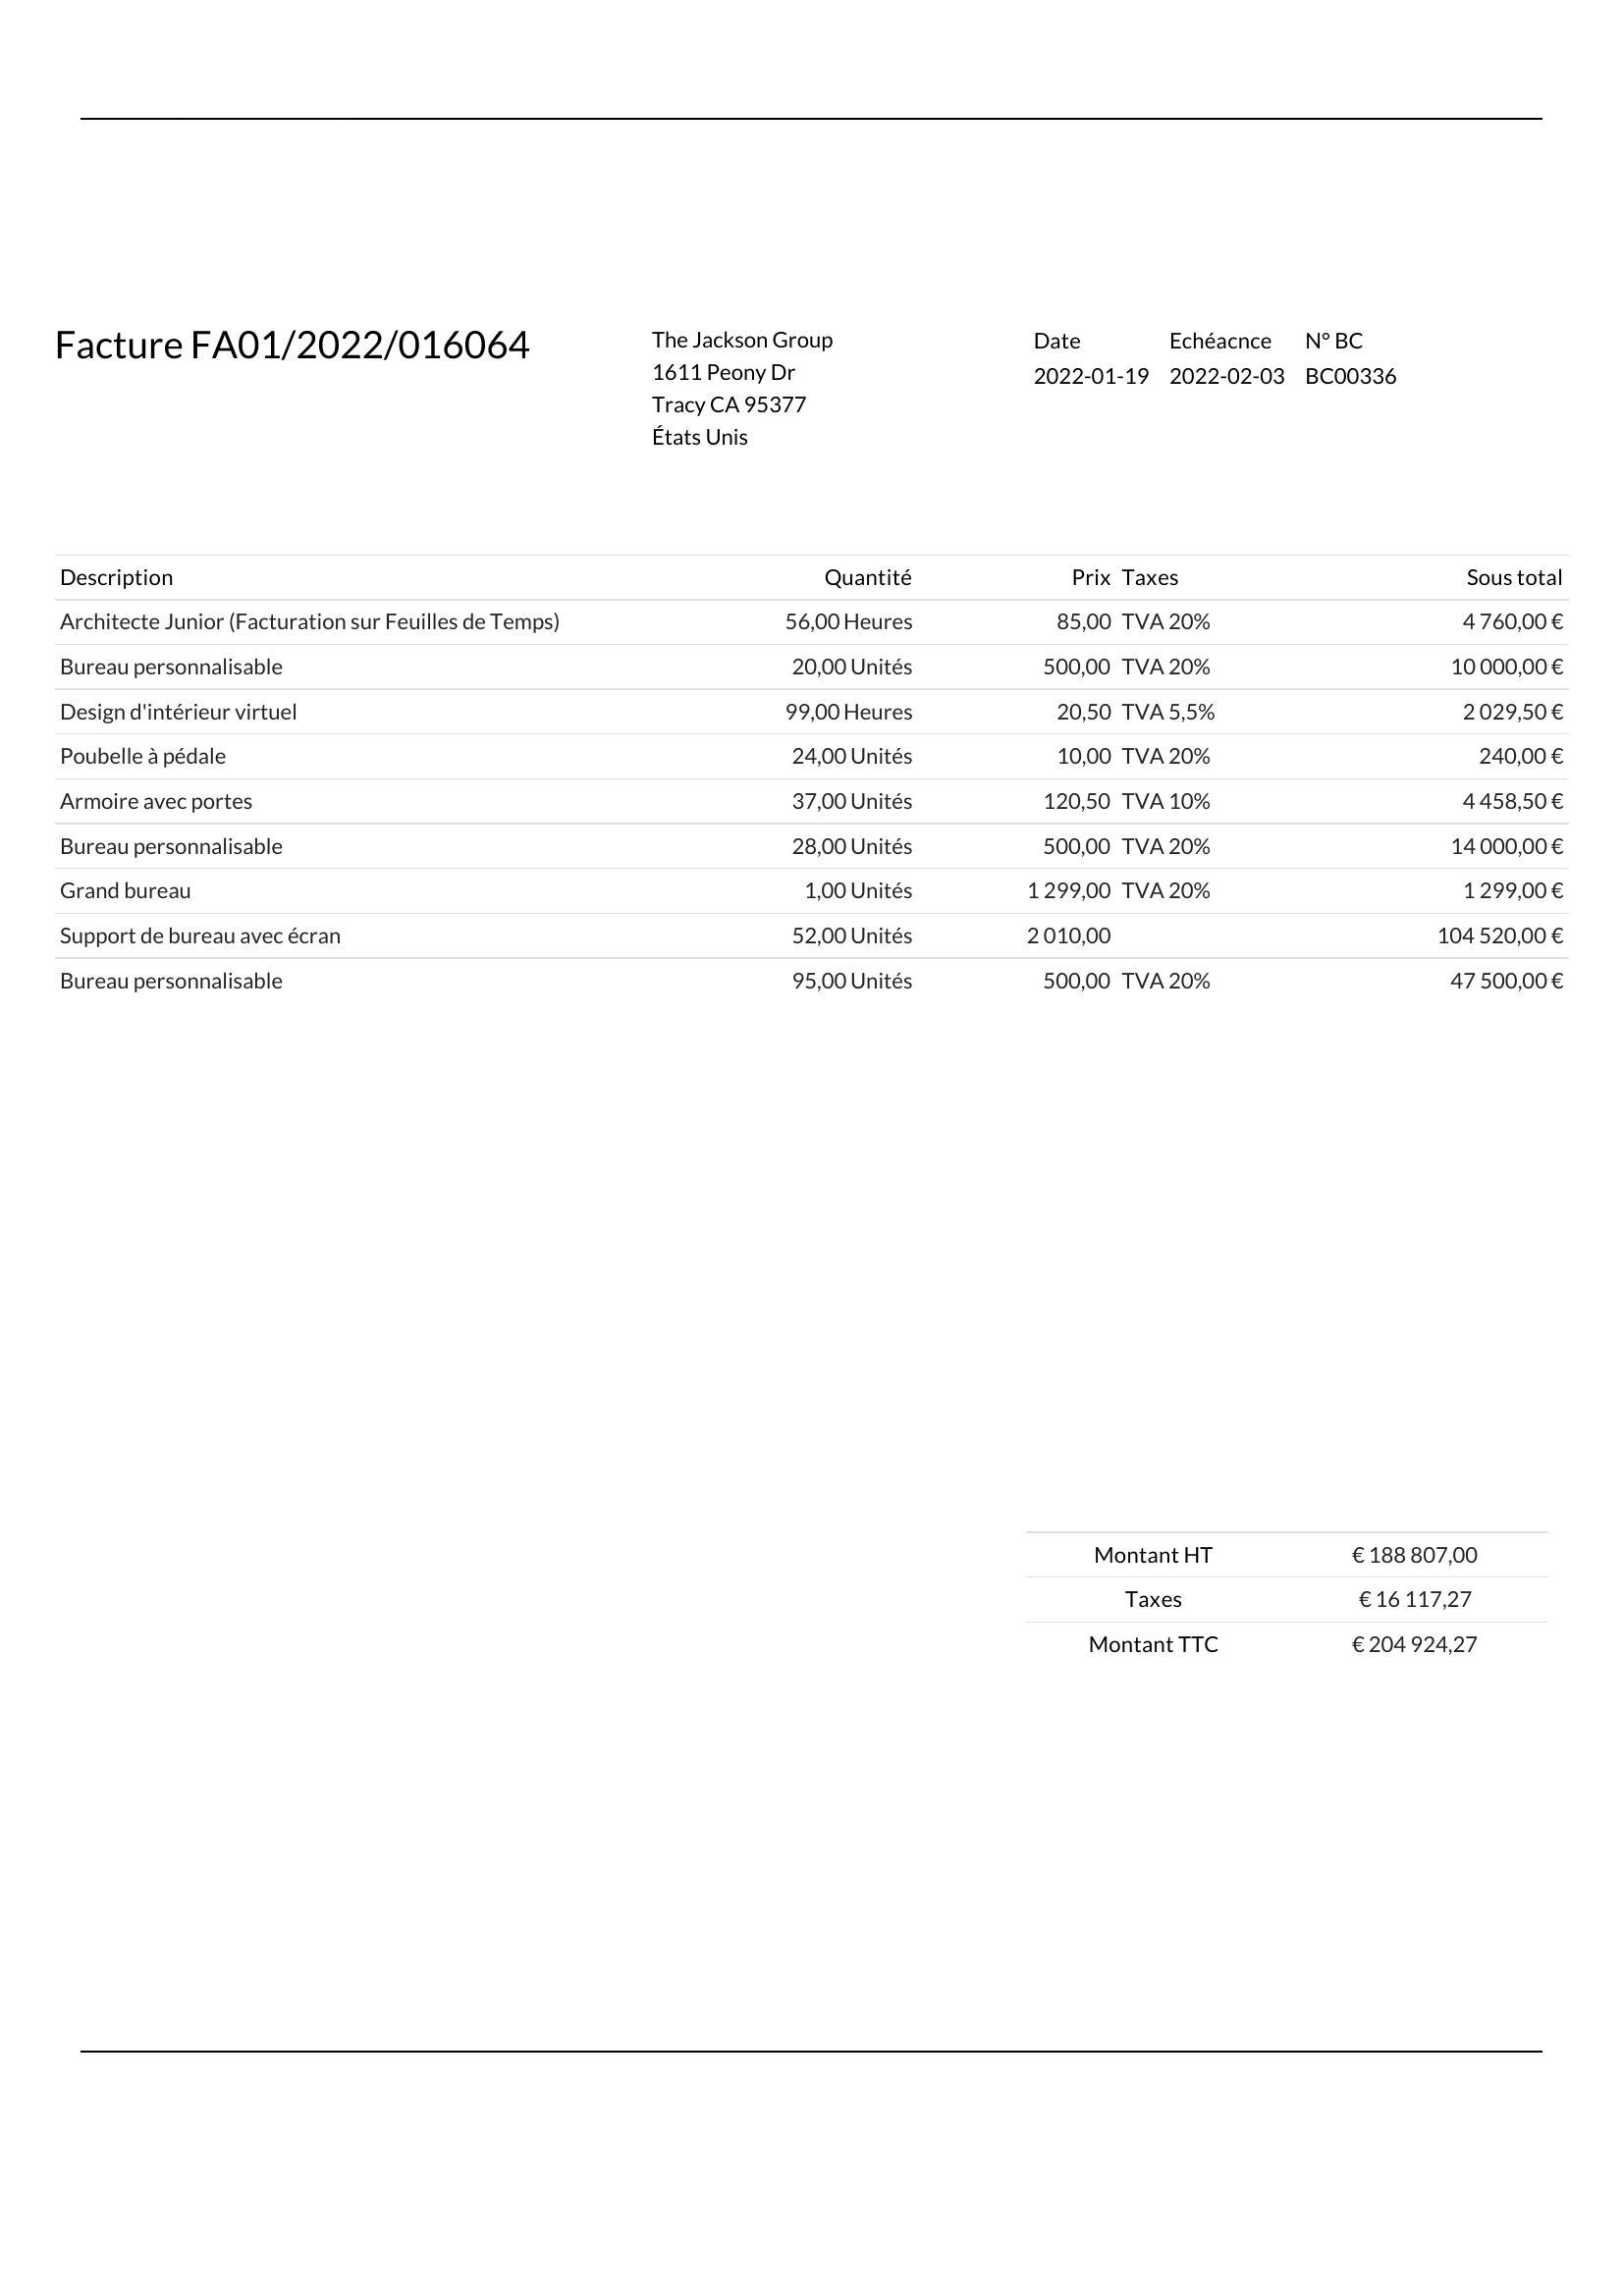 Facture FA01/2022/016064
The Jackson Group
1611 Peony Dr
Tracy CA 95377
États Unis
Date Echéacnce N° BC
2022-01-19 2022-02-03 BC00336
Description Quantité Prix Taxes Sous total
Architecte Junior (Facturation sur Feuilles de Temps) 56,00 Heures 85,00 TVA 20% 4 760,00 €
Bureau personnalisable 20,00 Unités 500,00 TVA 20% 10 000,00 €
Design d'intérieur virtuel 99,00 Heures 20,50 TVA 5,5% 2 029,50 €
Poubelle à pédale 24,00 Unités 10,00 TVA 20% 240,00 €
Armoire avec portes 37,00 Unités 120,50 TVA 10% 4 458,50 €
Bureau personnalisable 28,00 Unités 500,00 TVA 20% 14 000,00 €
Grand bureau 1,00 Unités 1 299,00 TVA 20% 1 299,00 €
Support de bureau avec écran 52,00 Unités 2 010,00 104 520,00 €
Bureau personnalisable 95,00 Unités 500,00 TVA 20% 47 500,00 €
Montant HT € 188 807,00
Taxes € 16 117,27
Montant TTC € 204 924,27